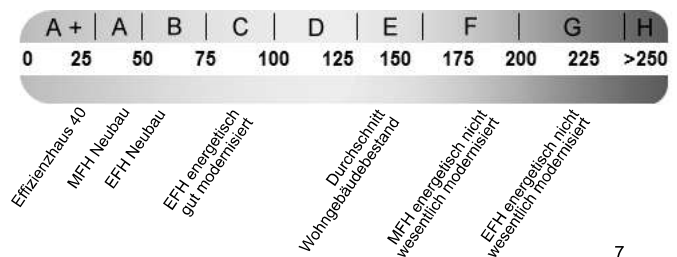 A + | A | B | C | D | E | F | G | H
0 25 50 75 100 125 150 175 200 225 >250
Effizienzhaus 40
MFH Neubau
EFH Neubau
EFH energetisch
gut modernisiert
Durchschnitt
Wohngebäudebestand
MFH energetisch nicht
wesentlich modernisiert
EFH energetisch nicht
wesentlich modernisiert
7